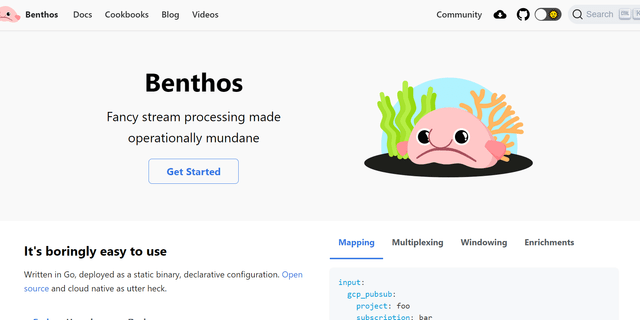 Benthos Docs Cookbooks Blog Videos Community Search
Benthos
Fancy stream processing made
operationally mundane
Get Started
It's boringly easy to use
Written in Go, deployed as a static binary, declarative configuration. Open
source and cloud native as utter heck.
Mapping Multiplexing Windowing Enrichments
input:
gcp_pubsub:
project: foo
subscription: bar